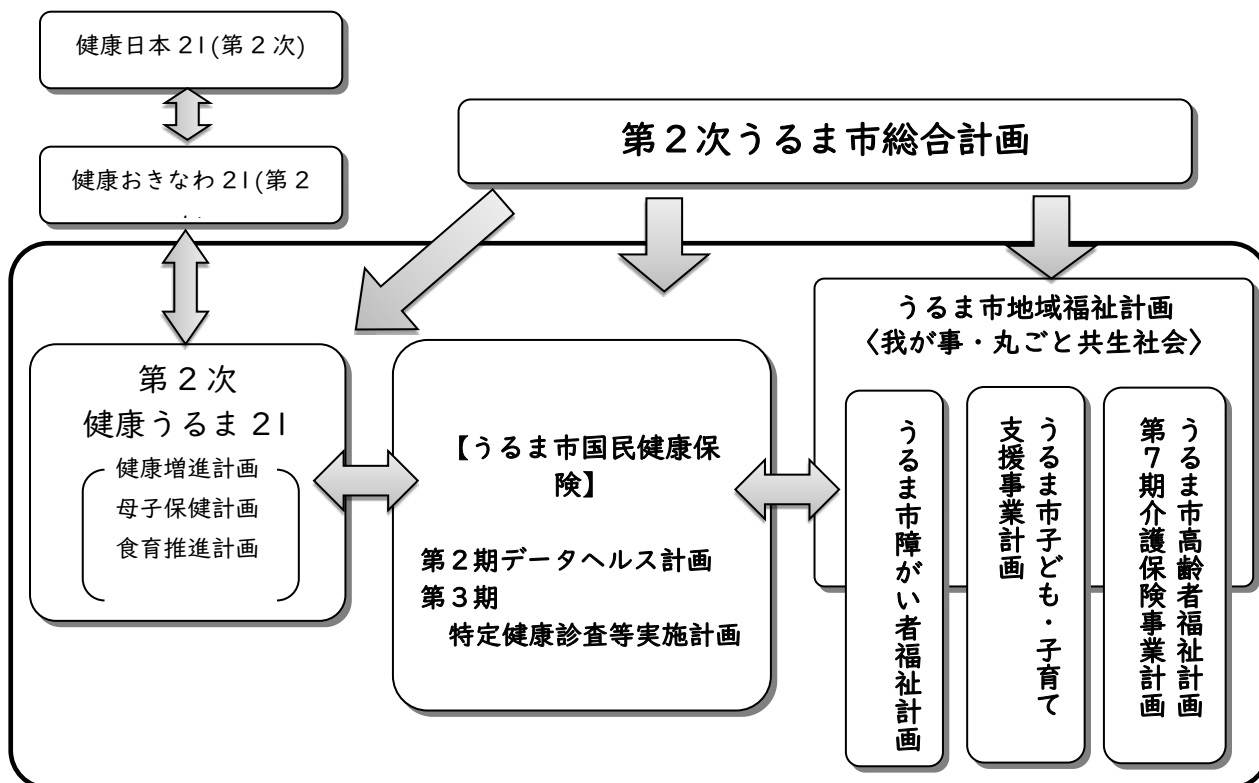 健康日本21(第2次)
健康おきなわ21(第2
第2次うるま市総合計画
第2次
健康うるま21
健康増進計画
母子保健計画
食育推進計画
【うるま市国民健康保
険】
第2期データヘルス計画
第3期
特定健康診査等実施計画
うるま市地域福祉計画
〈我が事・丸ごと共生社会〉
うるま市障がい者福祉計画
うるま市子ども・子育て
支援事業計画
うるま市高齢者福祉計画
第7期介護保険事業計画